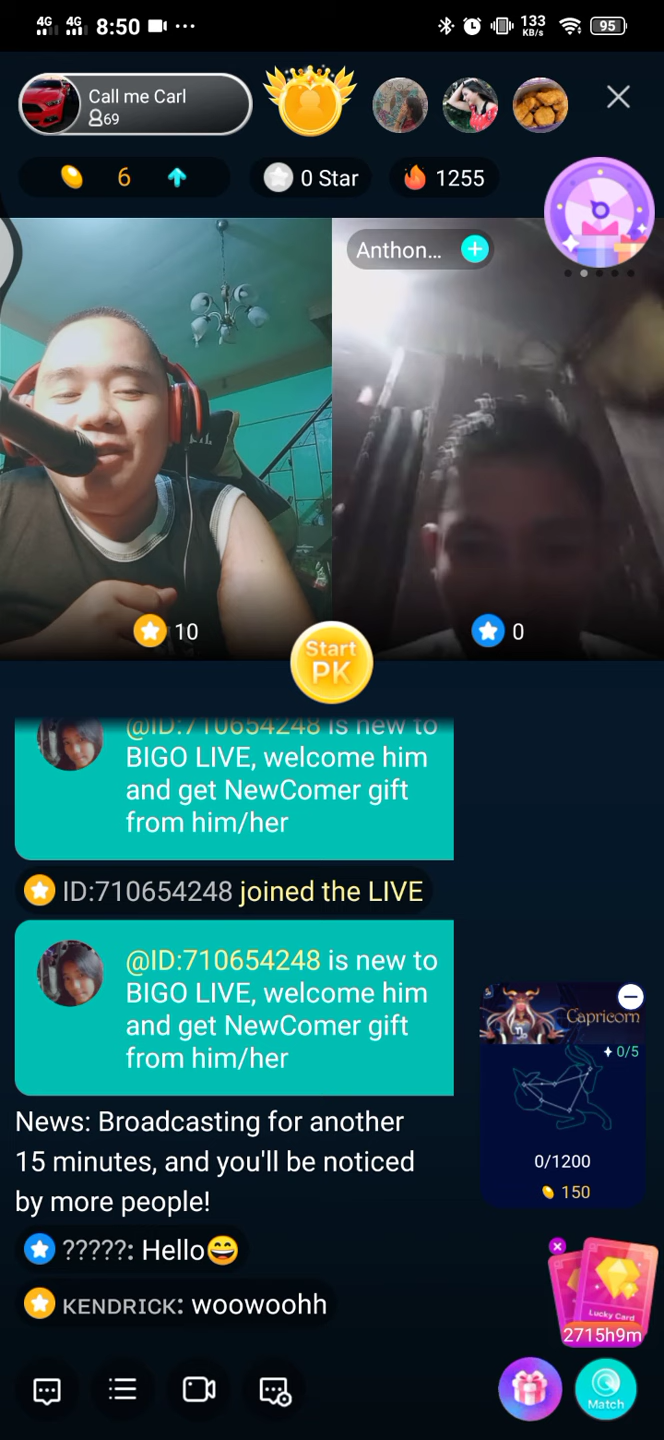 4G 4G 8:50 ... 133 KB/s 95
Call me Carl
69
6 0 Star 1255
Anthon...
10 0
Start
PK
@ID:710654248 is new to
BIGO LIVE, welcome him
and get NewComer gift
from him/her
ID:710654248 joined the LIVE
@ID:710654248 is new to
BIGO LIVE, welcome him
and get NewComer gift
from him/her
Capricorn
0/5
0/1200
150
News: Broadcasting for another
15 minutes, and you'll be noticed
by more people!
?????: Hello😄
ᴋᴇɴᴅʀɪᴄᴋ: woowoohh
Lucky Card
2715h9m
Match